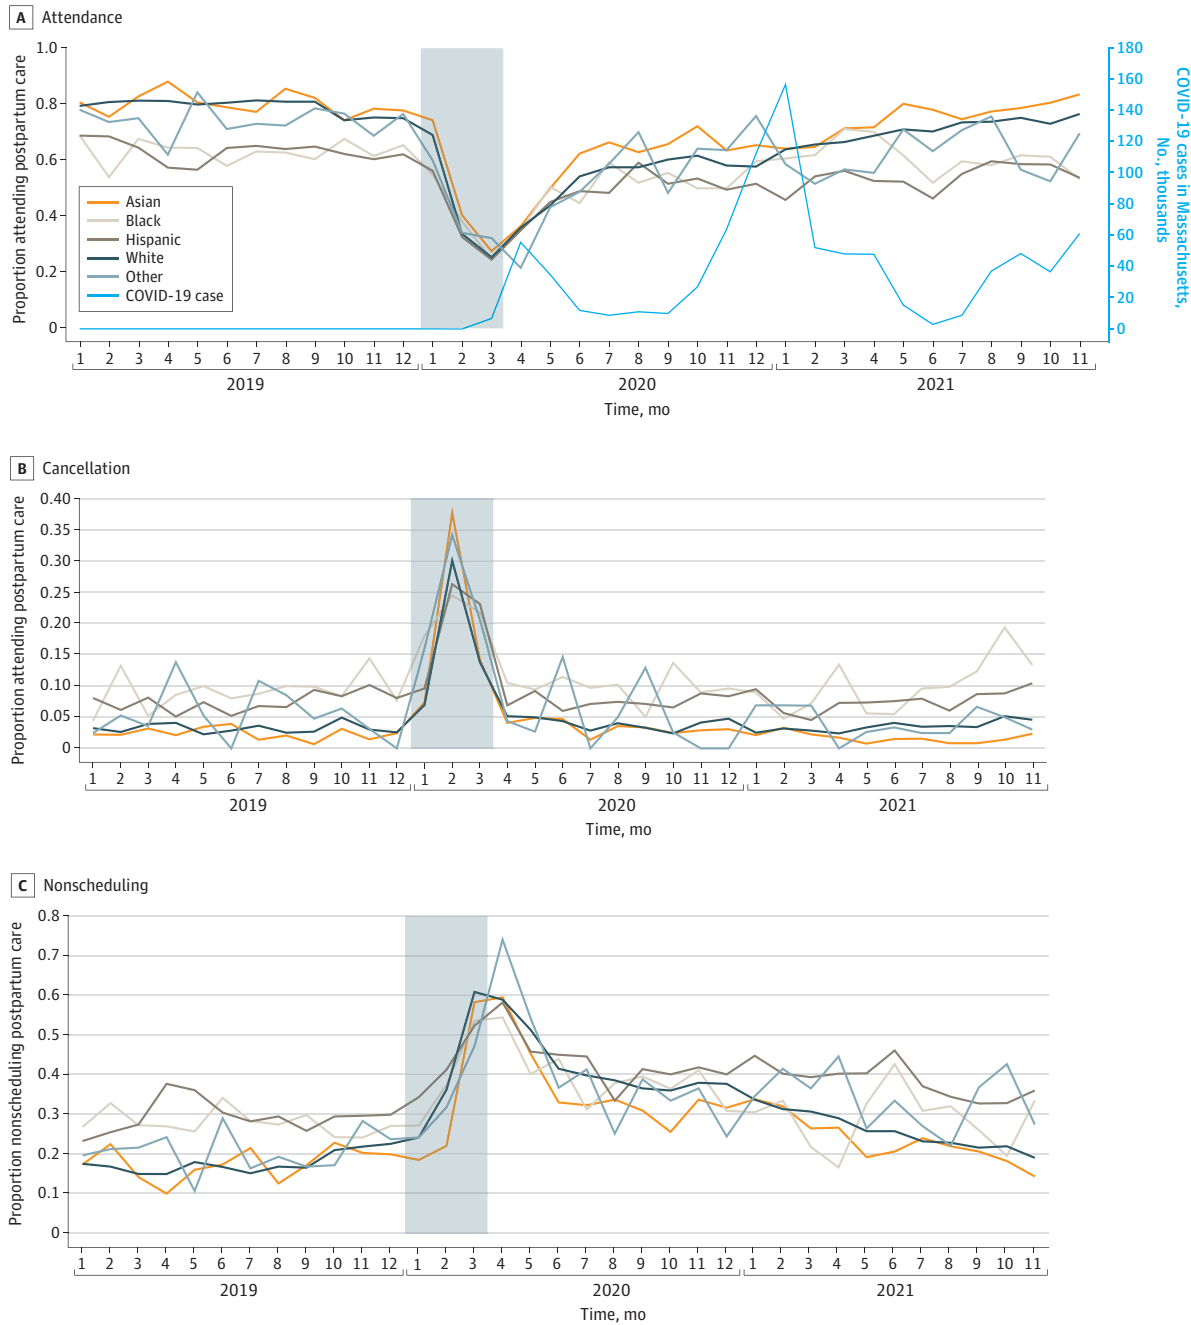 A Attendance
Proportion attending postpartum care
1.0
0.8
0.6
0.4
0.2
0
Asian
Black
Hispanic
White
Other
COVID-19 case
180
160
140
120
100
80
60
40
20
0
COVID-19 cases in Massachusetts,
No., thousands
1 2 3 4 5 6 7 8 9 10 11 12 1 2 3 4 5 6 7 8 9 10 11 12 1 2 3 4 5 6 7 8 9 10 11
2019 2020 2021
Time, mo
B Cancellation
Proportion attending postpartum care
0.40
0.35
0.30
0.25
0.20
0.15
0.10
0.05
0
1 2 3 4 5 6 7 8 9 10 11 12 1 2 3 4 5 6 7 8 9 10 11 12 1 2 3 4 5 6 7 8 9 10 11
2019 2020 2021
Time, mo
C Nonscheduling
Proportion nonscheduling postpartum care
0.8
0.7
0.6
0.5
0.4
0.3
0.2
0.1
0
1 2 3 4 5 6 7 8 9 10 11 12 1 2 3 4 5 6 7 8 9 10 11 12 1 2 3 4 5 6 7 8 9 10 11
2019 2020 2021
Time, mo